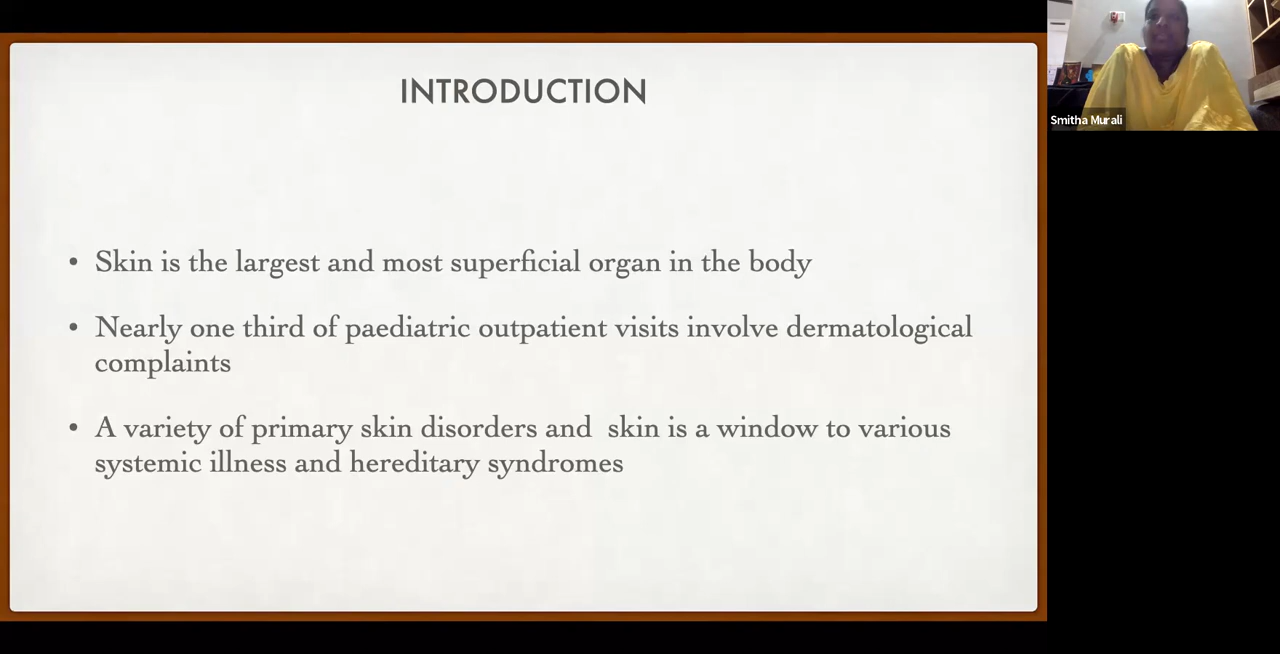 INTRODUCTION
• Skin is the largest and most superficial organ in the body
• Nearly one third of paediatric outpatient visits involve dermatological
complaints
• A variety of primary skin disorders and  skin is a window to various
systemic illness and hereditary syndromes
Smitha Murali